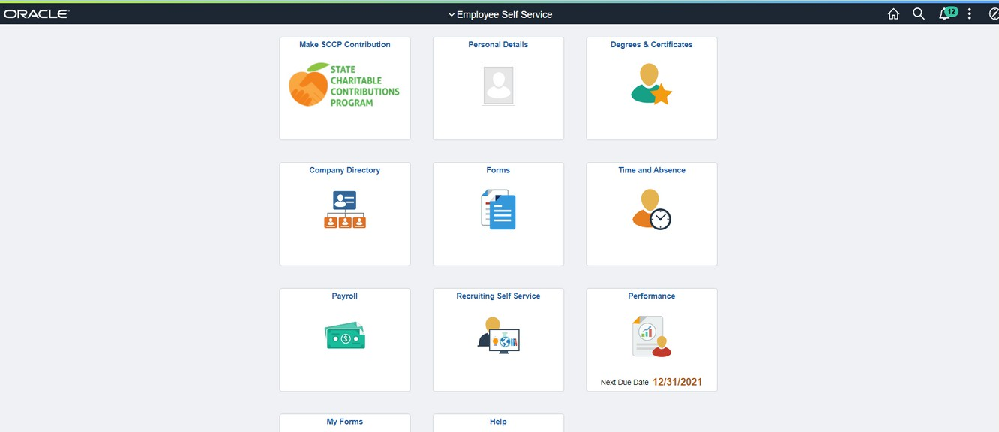 ORACLE
Employee Self Service
12
Make SCCP Contribution
Personal Details
Degrees & Certificates
STATE
CHARITABLE
CONTRIBUTIONS
PROGRAM
Company Directory
Forms
Time and Absence
Payroll
Recruiting Self Service
Performance
$
Next Due Date 12/31/2021
My Forms
Help